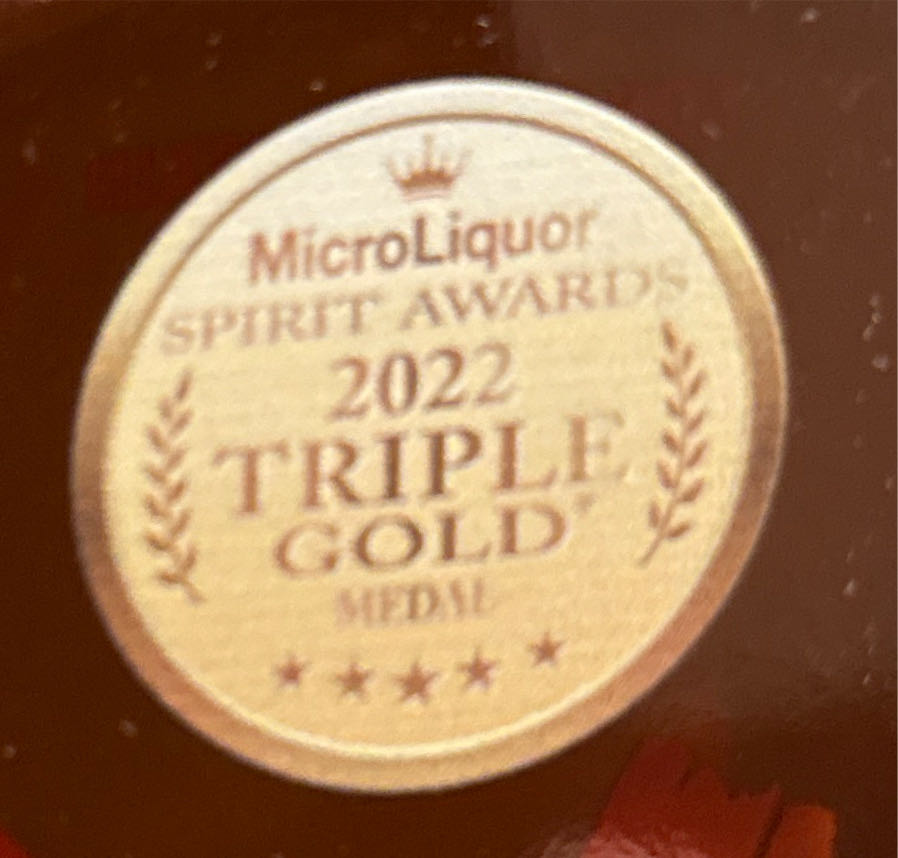 MicroLiquor
SPIRIT AWARDS
2022
TRIPLE
GOLD®
MEDAL